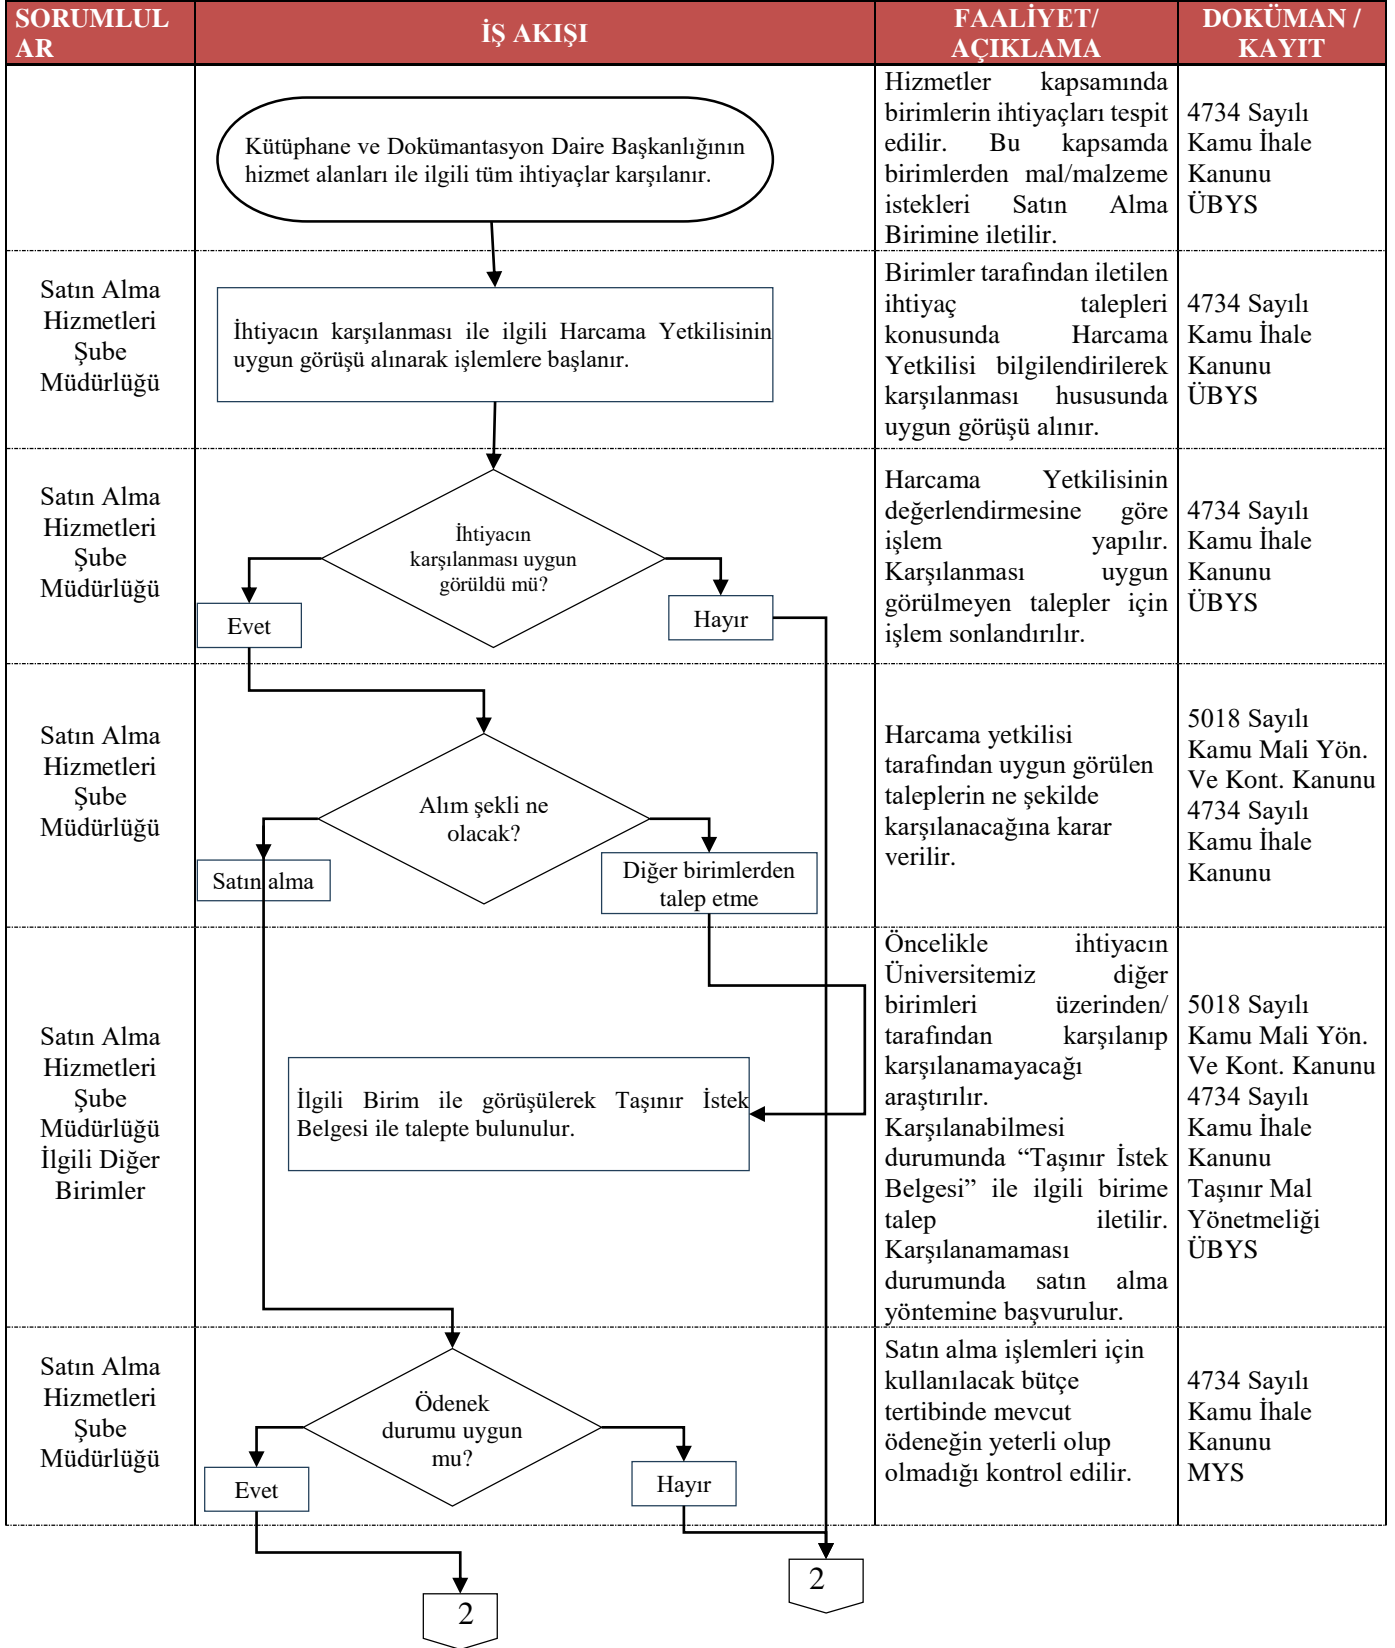 SORUMLUL
AR
İŞ AKIŞI
FAALİYET/
AÇIKLAMA
DOKÜMAN /
KAYIT
Kütüphane ve Dokümantasyon Daire Başkanlığının
hizmet alanları ile ilgili tüm ihtiyaçlar karşılanır.
Hizmetler kapsamında
birimlerin ihtiyaçları tespit
edilir. Bu kapsamda
birimlerden mal/malzeme
istekleri Satın Alma
Birimine iletilir.
4734 Sayılı
Kamu İhale
Kanunu
ÜBYS
Satın Alma
Hizmetleri
Şube
Müdürlüğü
İhtiyacın karşılanması ile ilgili Harcama Yetkilisinin
uygun görüşü alınarak işlemlere başlanır.
Birimler tarafından iletilen
ihtiyaç talepleri
konusunda Harcama
Yetkilisi bilgilendirilerek
karşılanması hususunda
uygun görüşü alınır.
4734 Sayılı
Kamu İhale
Kanunu
ÜBYS
Satın Alma
Hizmetleri
Şube
Müdürlüğü
İhtiyacın
karşılanması uygun
görüldü mü?
Evet
Hayır
Harcama Yetkilisinin
değerlendirmesine göre
işlem yapılır.
Karşılanması uygun
görülmeyen talepler için
işlem sonlandırılır.
4734 Sayılı
Kamu İhale
Kanunu
ÜBYS
Satın Alma
Hizmetleri
Şube
Müdürlüğü
Alım şekli ne
olacak?
Satın alma
Diğer birimlerden
talep etme
Harcama yetkilisi
tarafından uygun görülen
taleplerin ne şekilde
karşılanacağına karar
verilir.
5018 Sayılı
Kamu Mali Yön.
Ve Kont. Kanunu
4734 Sayılı
Kamu İhale
Kanunu
Satın Alma
Hizmetleri
Şube
Müdürlüğü
İlgili Diğer
Birimler
İlgili Birim ile görüşülerek Taşınır İstek
Belgesi ile talepte bulunulur.
Öncelikle ihtiyacın
Üniversitemiz diğer
birimleri üzerinden/
tarafından karşılanıp
karşılanamayacağı
araştırılır.
Karşılanabilmesi
durumunda “Taşınır İstek
Belgesi” ile ilgili birime
talep iletilir.
Karşılanamaması
durumunda satın alma
yöntemine başvurulur.
5018 Sayılı
Kamu Mali Yön.
Ve Kont. Kanunu
4734 Sayılı
Kamu İhale
Kanunu
Taşınır Mal
Yönetmeliği
ÜBYS
Satın Alma
Hizmetleri
Şube
Müdürlüğü
Ödenek
durumu uygun
mu?
Evet
Hayır
Satın alma işlemleri için
kullanılacak bütçe
tertibinde mevcut
ödeneğin yeterli olup
olmadığı kontrol edilir.
4734 Sayılı
Kamu İhale
Kanunu
MYS
2
2